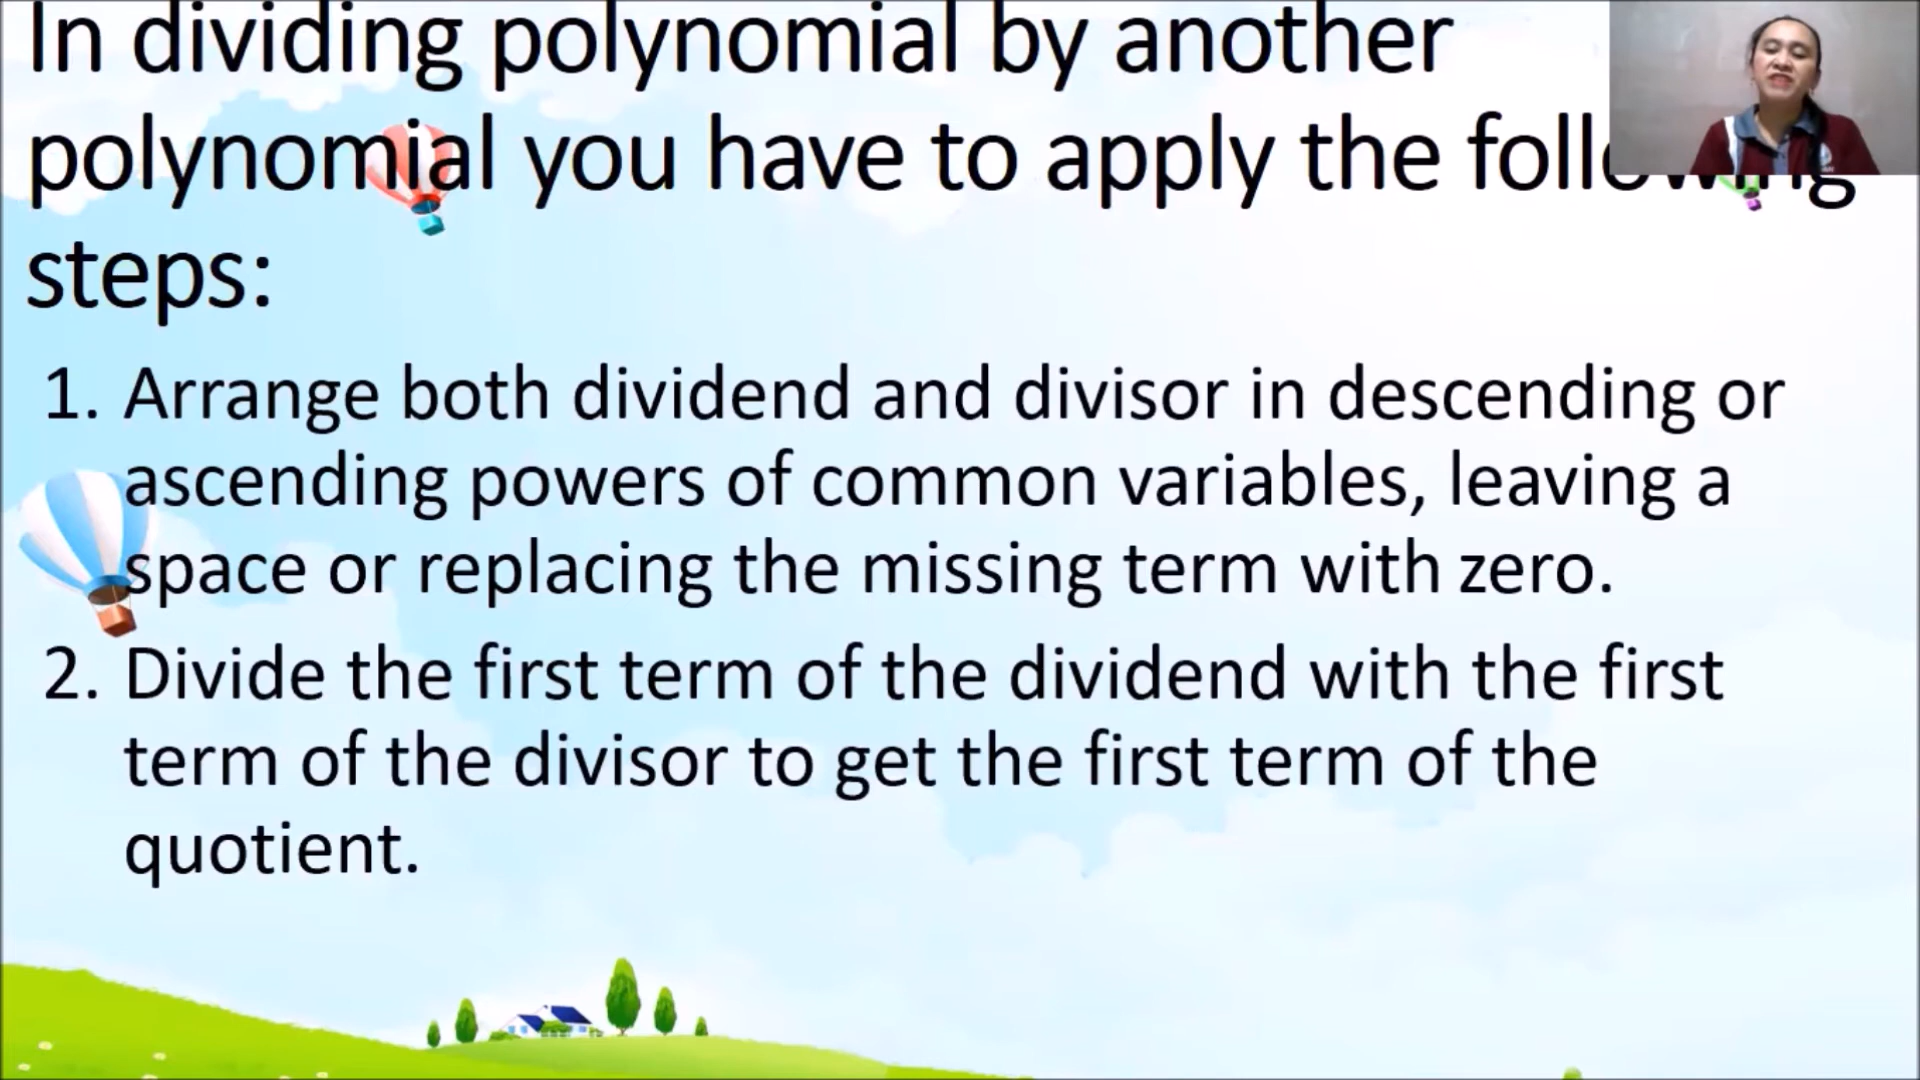 In dividing polynomial by another
polynomial you have to apply the following
steps:
1. Arrange both dividend and divisor in descending or
ascending powers of common variables, leaving a
space or replacing the missing term with zero.
2. Divide the first term of the dividend with the first
term of the divisor to get the first term of the
quotient.